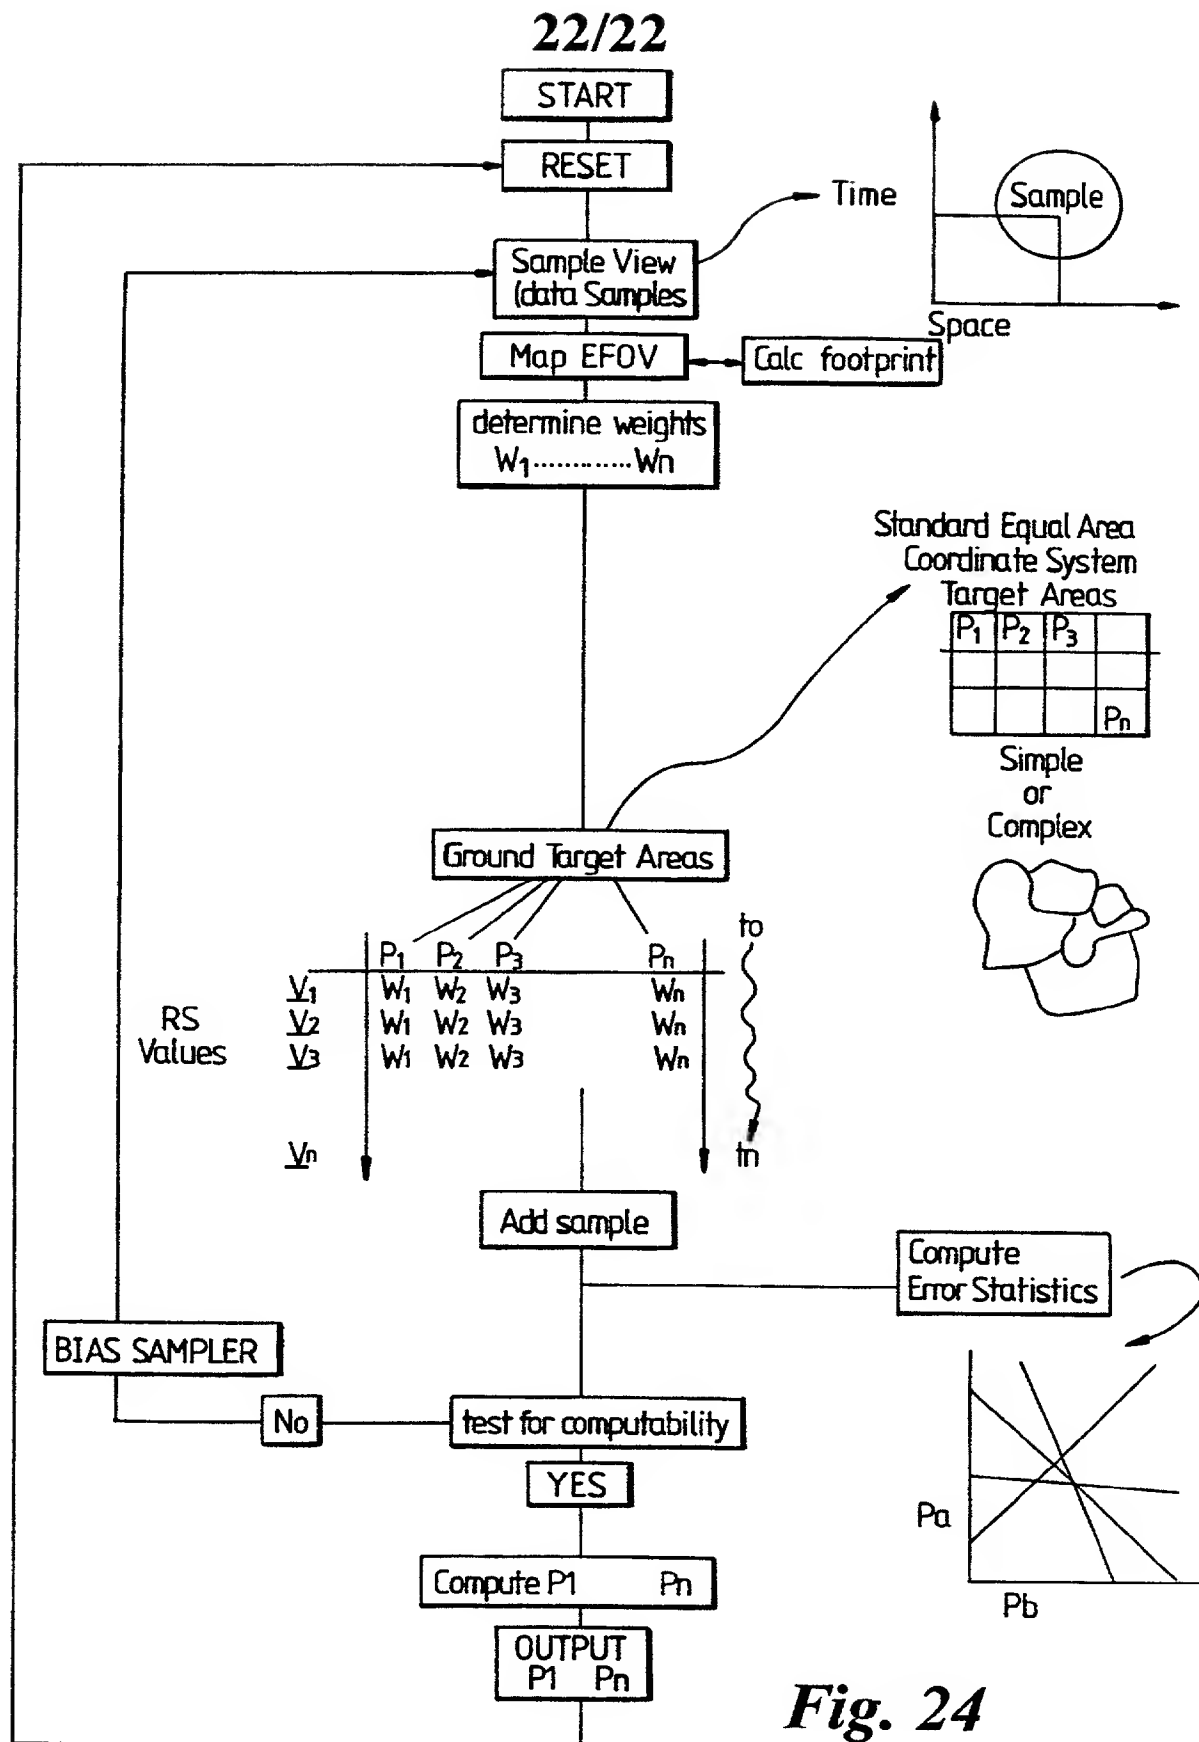 22/22
START
RESET
Time
Sample
Sample View
(data Samples
Space
Map EFOV
Calc footprint
determine weights
W1............Wn
Standard Equal Area
Coordinate System
Target Areas
P1 P2 P3
Pn
Simple
or
Complex
Ground Target Areas
to
P1 P2 P3 Pn
V1 W1 W2 W3 Wn
RS
Values
V2 W1 W2 W3 Wn
V3 W1 W2 W3 Wn
Vn
tn
Add sample
Compute
Error Statistics
BIAS SAMPLER
No
test for computability
YES
Pa
Compute P1 Pn
Pb
OUTPUT
P1 Pn
Fig. 24